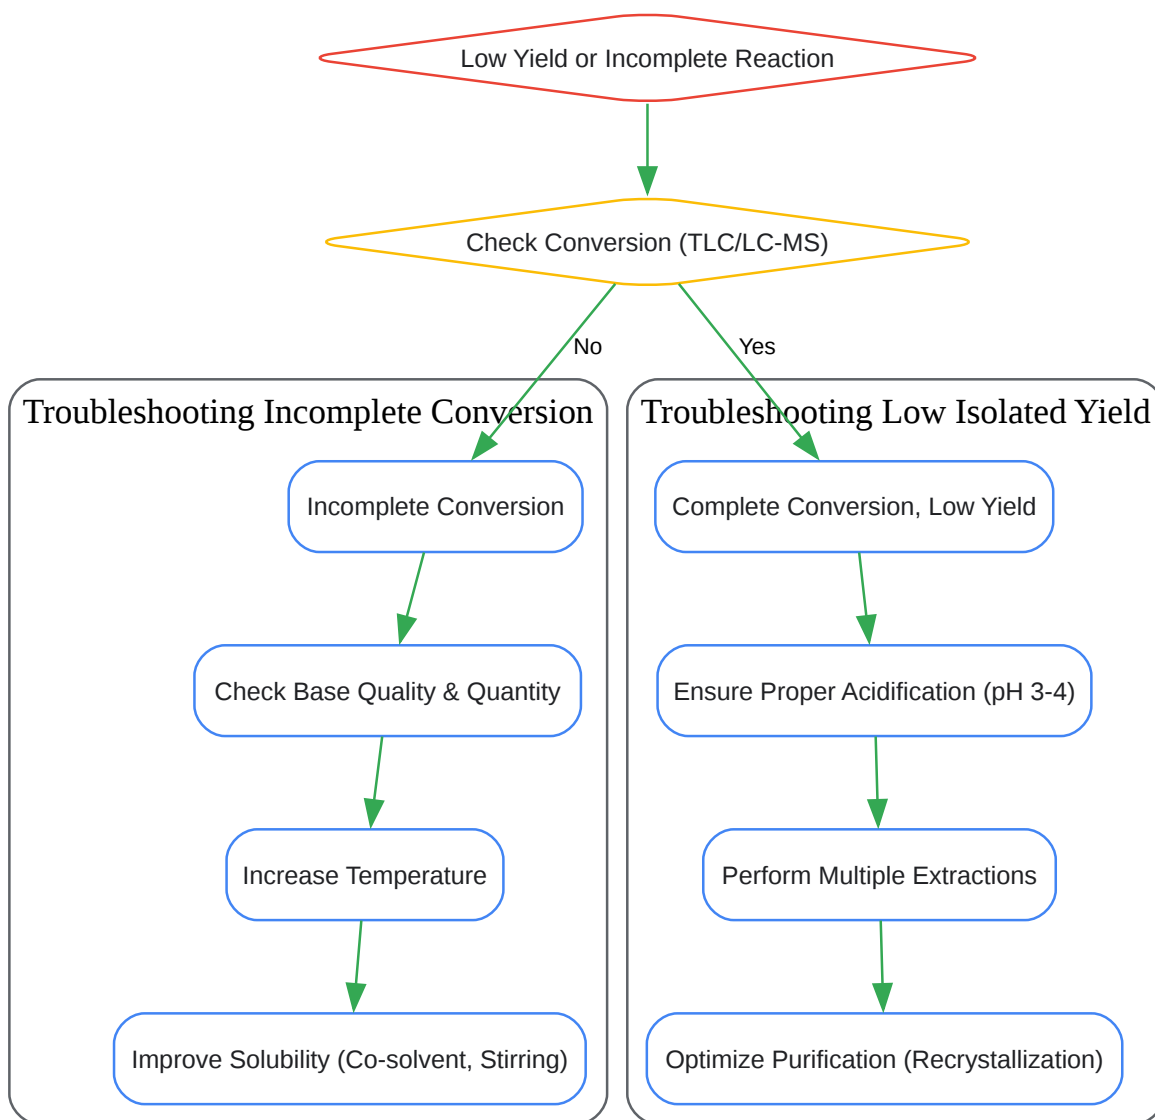 Low Yield or Incomplete Reaction
Check Conversion (TLC/LC-MS)
No
Yes
Troubleshooting Incomplete Conversion
Troubleshooting Low Isolated Yield
Incomplete Conversion
Complete Conversion, Low Yield
Check Base Quality & Quantity
Ensure Proper Acidification (pH 3-4)
Increase Temperature
Perform Multiple Extractions
Improve Solubility (Co-solvent, Stirring)
Optimize Purification (Recrystallization)